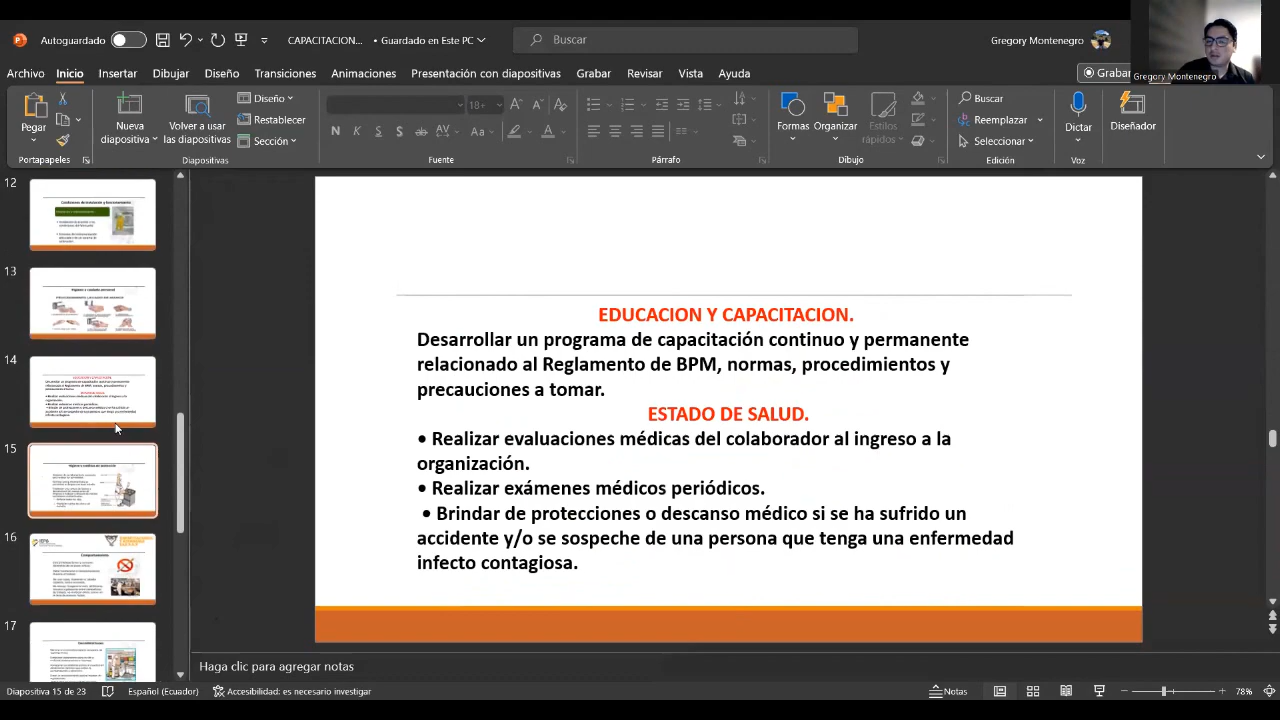 Autoguardado
CAPACITACION... • Guardado en Este PC
Buscar
Gregory Montenegro
Gregory Montenegro
Archivo
Inicio
Insertar
Dibujar
Diseño
Transiciones
Animaciones
Presentación con diapositivas
Grabar
Revisar
Vista
Ayuda
Grabar
Pegar
Portapapeles
Nueva
diapositiva
Volver a usar
las diapositivas
Diseño
Restablecer
Sección
Diapositivas
18+
N K S S ab AV Aa A
Fuente
Párrafo
Formas
Organizar
Estilos
rápidos
Dibujo
Buscar
Reemplazar
Seleccionar
Edición
Dictar
Voz
Diseñador
12
13
14
15
16
17
EDUCACION Y CAPACITACION.
Desarrollar un programa de capacitación continuo y permanente
relacionado al Reglamento de BPM, normas, procedimientos y
precauciones a tomar.
ESTADO DE SALUD.
• Realizar evaluaciones médicas del colaborador al ingreso a la
organización.
• Realizar exámenes médicos periódicos.
• Brindar de protecciones o descanso médico si se ha sufrido un
accidente y/o se sospeche de una persona que tenga una enfermedad
infecto contagiosa.
Haga clic para agregar notas
Diapositiva 15 de 23
Español (Ecuador)
Accesibilidad: es necesario investigar
Notas
78%